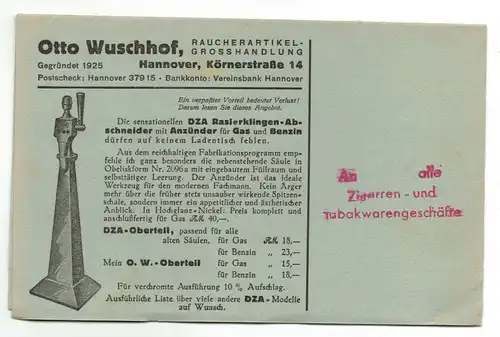 Otto Wuschhof, RAUCHERARTIKEL-
GROSSHANDLUNG
Gegründet 1925 Hannover, Körnerstraße 14
Postscheck: Hannover 37915 · Bankkonto: Vereinsbank Hannover
Ein verpaßter Vorteil bedeutet Verlust!
Darum lesen Sie dieses Angebot.
Die sensationellen DZA Rasierklingen-Ab-
schneider mit Anzünder für Gas und Benzin
dürfen auf keinem Ladentisch fehlen.
Aus dem reichhaltigen Fabrikationsprogramm emp-
fehle ich ganz besonders die nebenstehende Säule in
Obeliskform Nr. 2096a mit eingebautem Füllraum und
selbsttätiger Leerung. Der Anzünder ist das ideale
Werkzeug für den modernen Fachmann. Kein Ärger
mehr über die früher stets unsauber wirkende Spitzen-
schale, sondern immer ein appetitlicher und ästhetischer
Anblick. In Hochglanz-Nickel: Preis komplett und
anschlußfertig für Gas RM. 40,—
DZA-Oberteil, passend für alle
alten Säulen, für Gas RM 18,—
für Benzin „ 23,—
Mein O. W.-Oberteil für Gas „ 15,—
für Benzin „ 18,—
Für verchromte Ausführung 10 % Aufschlag.
Ausführliche Liste über viele andere DZA-Modelle
auf Wunsch.
An alle
Zigarren- und
Tabakwarengeschäfte